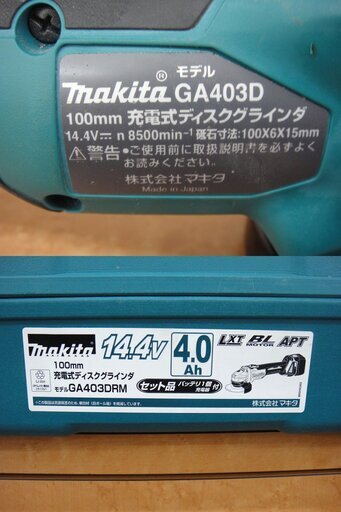 モデル
makita® GA403D
100mm 充電式ディスクグラインダ
14.4V⎓ n 8500min⁻¹ 砥石寸法:100X6X15mm
⚠警告 •ご使用前に取扱説明書を必ずよく
お読みください。
株式会社マキタ
Made in Japan
makita 14.4V 4.0Ah
LXT BL MOTOR APT
100mm
充電式ディスクグラインダ
モデル GA403DRM
セット品 バッテリ1個・充電器付
株式会社マキタ